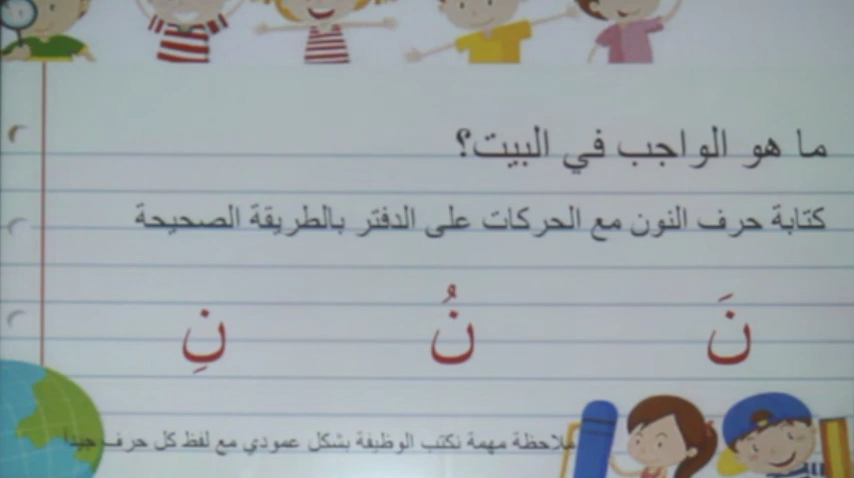 ما هو الواجب في البيت؟
كتابة حرف النون مع الحركات على الدفتر بالطريقة الصحيحة
نَ نُ نِ
ملاحظة مهمة نكتب الوظيفة بشكل عمودي مع لفظ كل حرف جيداً